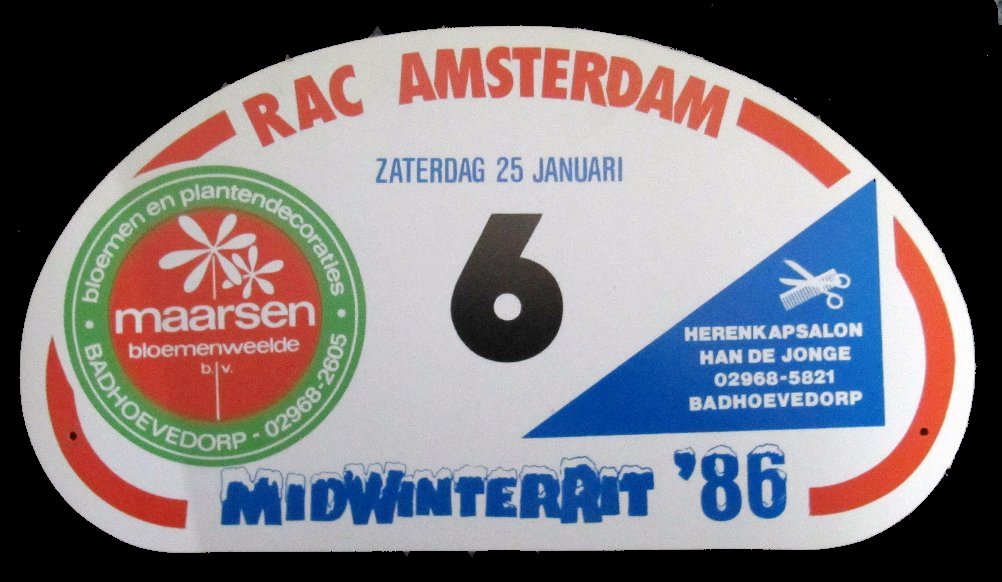 RAC AMSTERDAM
ZATERDAG 25 JANUARI
6
bloemen en plantendecoraties
maarsen
bloemenweelde
b.v.
BADHOEVEDORP - 02968-2605
HERENKAPSALON
HAN DE JONGE
02968-5821
BADHOEVEDORP
MIDWINTERRIT '86